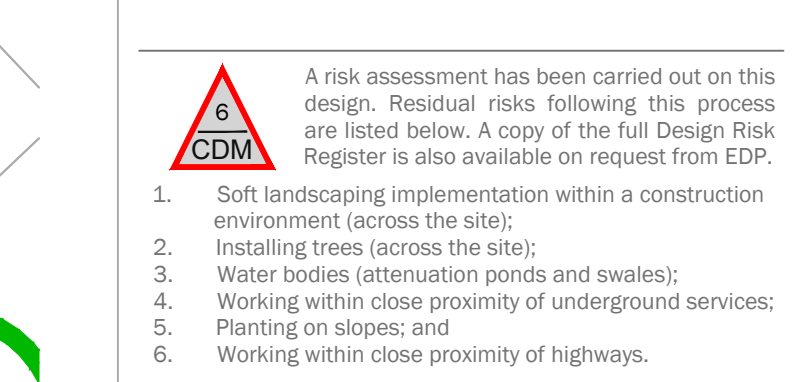 6
CDM
A risk assessment has been carried out on this
design. Residual risks following this process
are listed below. A copy of the full Design Risk
Register is also available on request from EDP.
1. Soft landscaping implementation within a construction
environment (across the site);
2. Installing trees (across the site);
3. Water bodies (attenuation ponds and swales);
4. Working within close proximity of underground services;
5. Planting on slopes; and
6. Working within close proximity of highways.